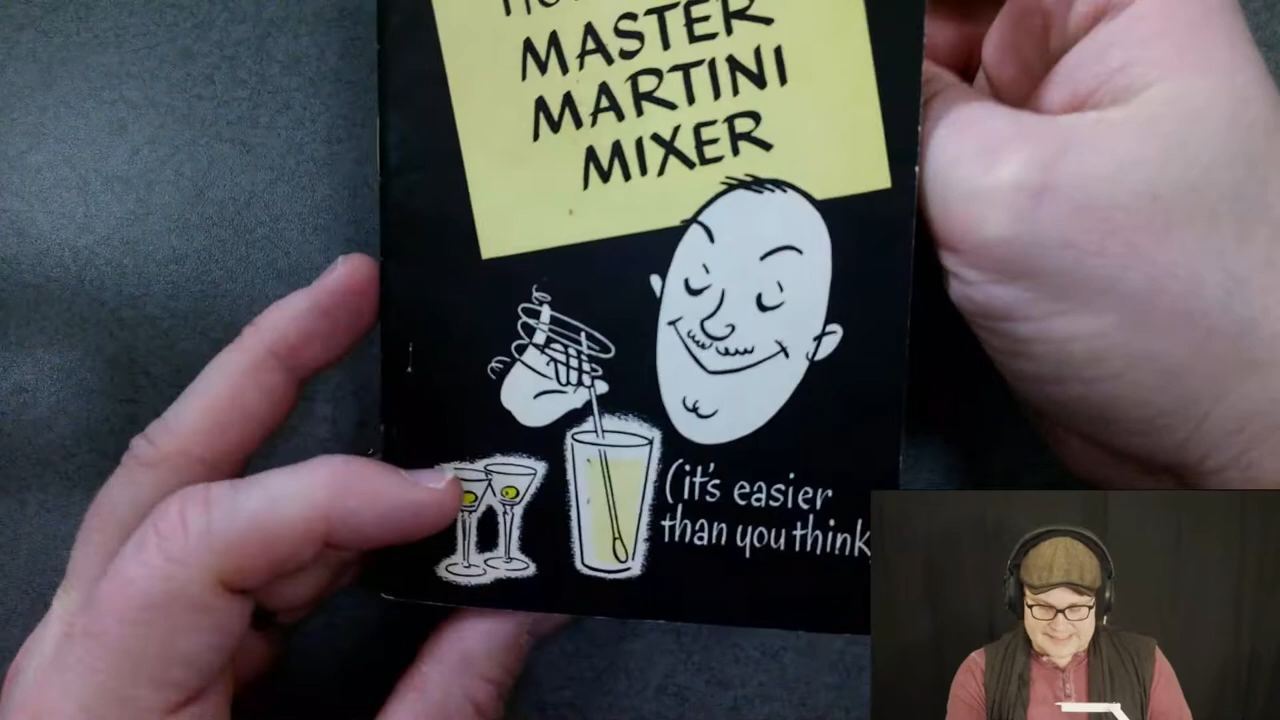 MASTER
MARTINI
MIXER
(it's easier
than you think